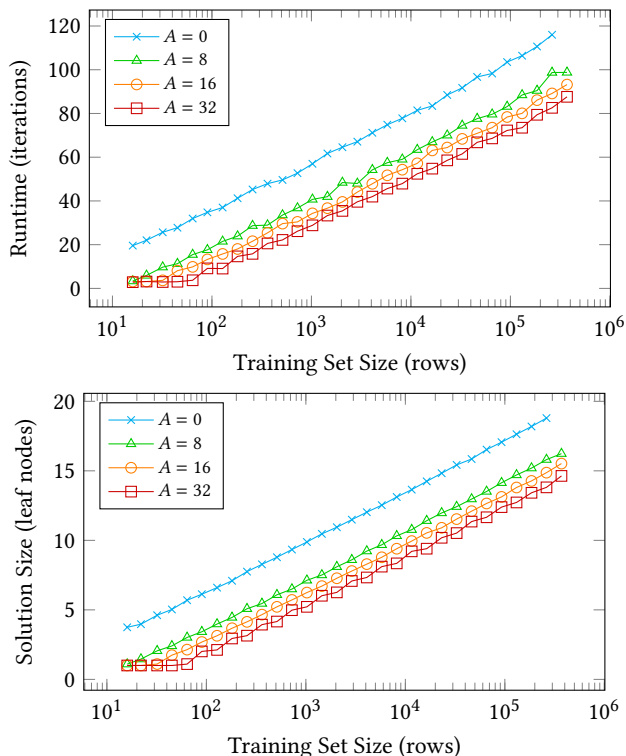 120
100
80
60
40
20
0
Runtime (iterations)
A = 0
A = 8
A = 16
A = 32
10^1 10^2 10^3 10^4 10^5 10^6
Training Set Size (rows)
20
15
10
5
0
Solution Size (leaf nodes)
A = 0
A = 8
A = 16
A = 32
10^1 10^2 10^3 10^4 10^5 10^6
Training Set Size (rows)